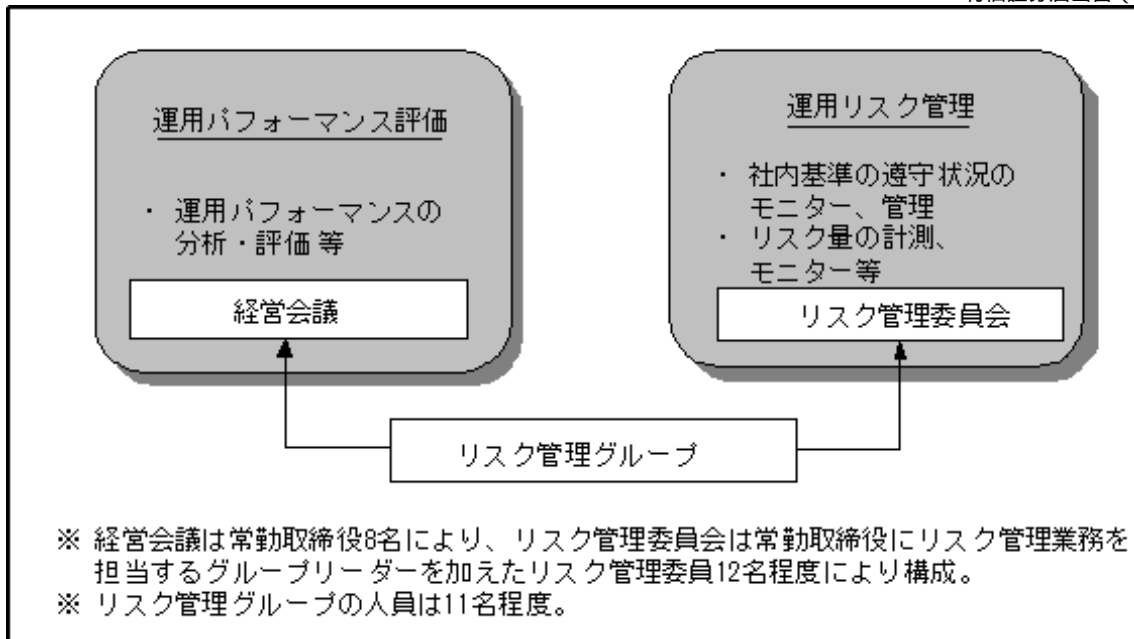 運用パフォーマンス評価
・ 運用パフォーマンスの
分析・評価 等
経営会議
運用リスク管理
・ 社内基準の遵守状況の
モニター、管理
・ リスク量の計測、
モニター等
リスク管理委員会
リスク管理グループ
※ 経営会議は常勤取締役8名により、リスク管理委員会は常勤取締役にリスク管理業務を
担当するグループリーダーを加えたリスク管理委員12名程度により構成。
※ リスク管理グループの人員は11名程度。